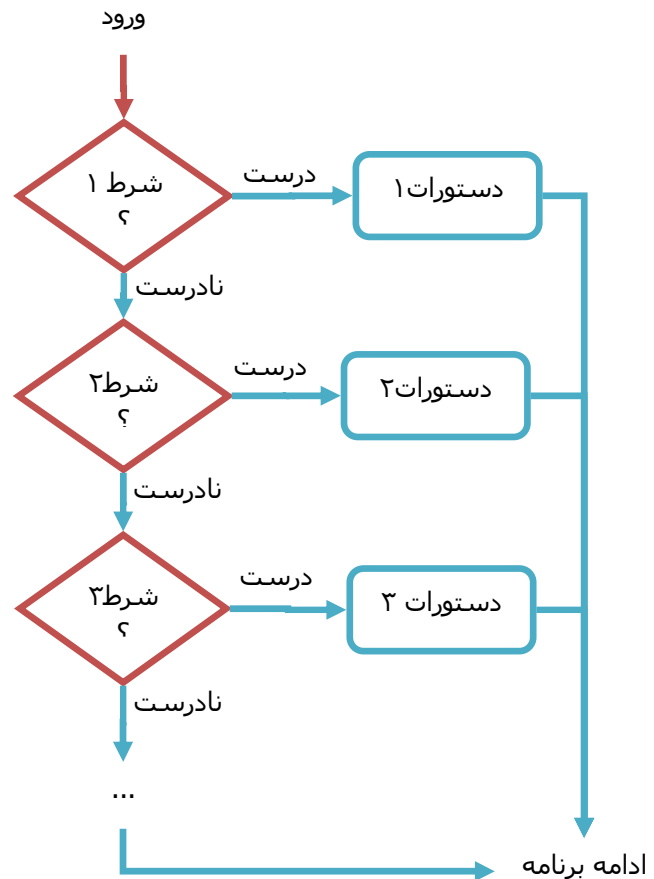 ورود
شرط ۱
؟
درست
دستورات۱
نادرست
شرط۲
؟
درست
دستورات۲
نادرست
شرط۳
؟
درست
دستورات ۳
نادرست
...
ادامه برنامه